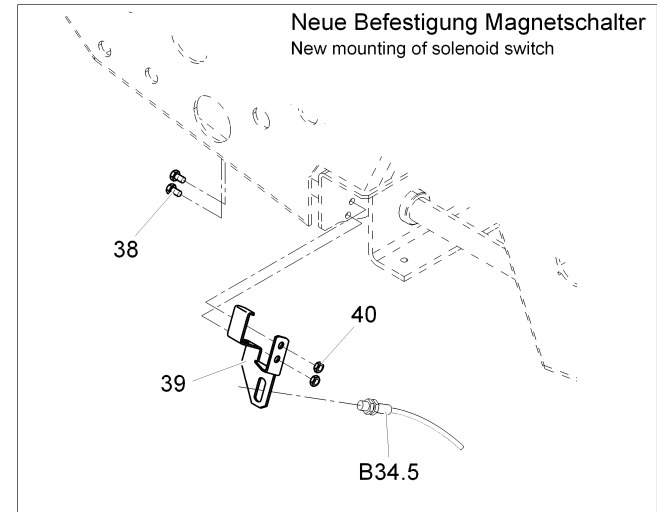 Neue Befestigung Magnetschalter
New mounting of solenoid switch
38
40
39
B34.5